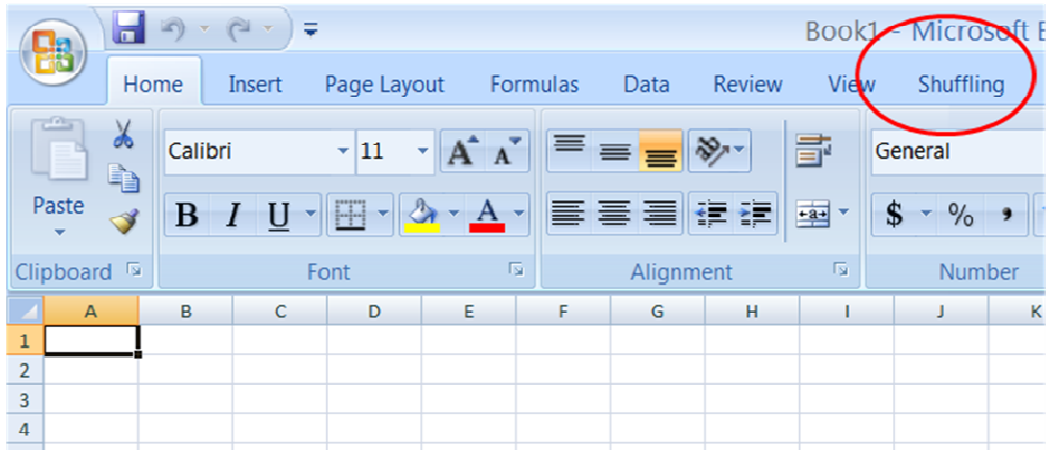 Book1 - Microsoft E
Home Insert Page Layout Formulas Data Review View Shuffling
Calibri 11 A A General
Paste B I U A $ % ,
Clipboard Font Alignment Number
A B C D E F G H I J K
1
2
3
4